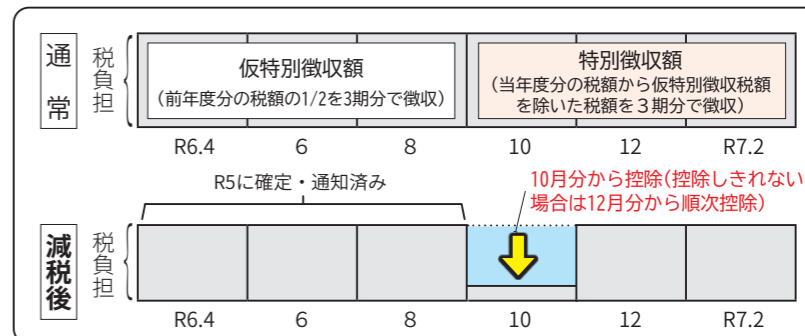 通常
税負担
仮特別徴収額
(前年度分の税額の1/2を3期分で徴収)
特別徴収額
(当年度分の税額から仮特別徴収税額
を除いた税額を３期分で徴収)
R6.4 6 8 10 12 R7.2
R5に確定・通知済み
10月分から控除(控除しきれない
場合は12月分から順次控除)
減税後
税負担
R6.4 6 8 10 12 R7.2